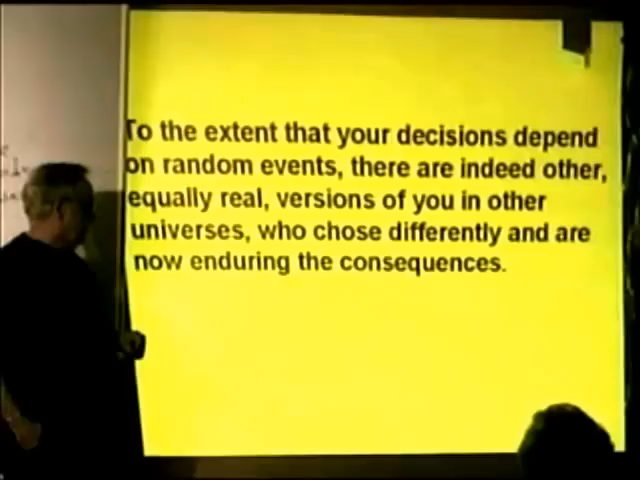 To the extent that your decisions depend
on random events, there are indeed other,
equally real, versions of you in other
universes, who chose differently and are
now enduring the consequences.